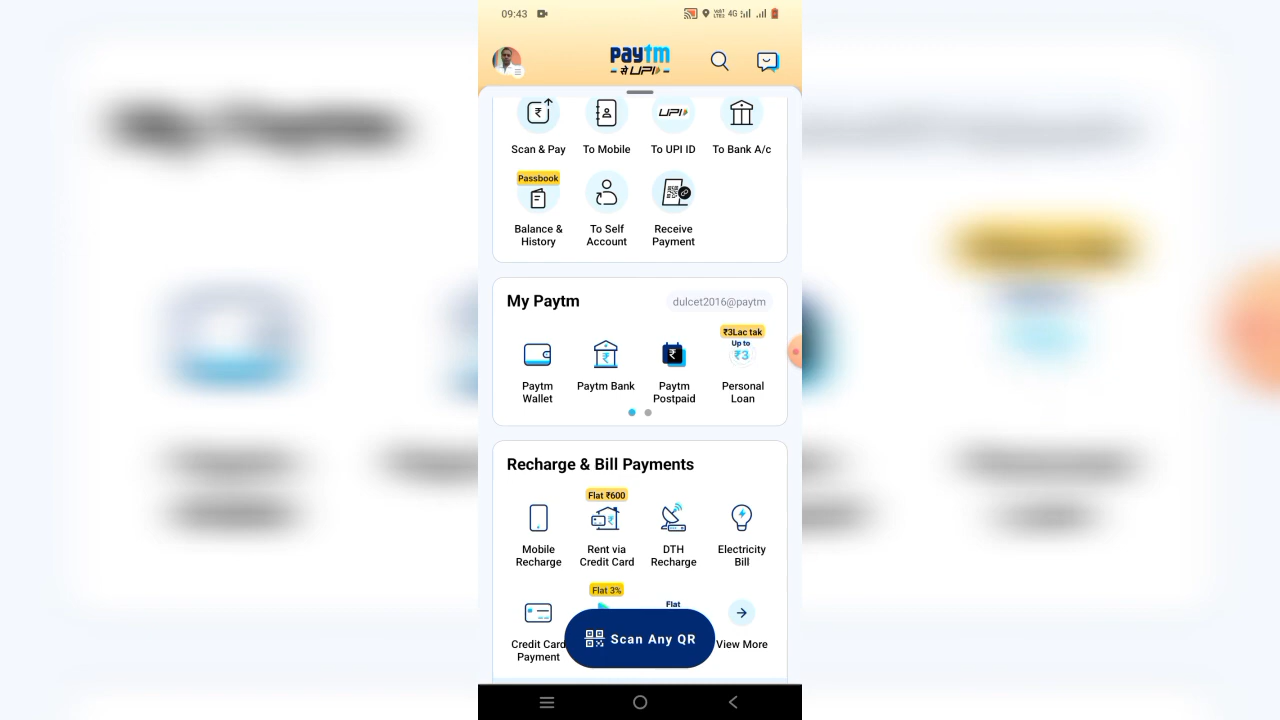 09:43
VoWi LTE2 4G
paytm
से UPI
Scan & Pay
To Mobile
UPI
To UPI ID
To Bank A/c
Passbook
Balance & History
To Self Account
Receive Payment
My Paytm
dulcet2016@paytm
Paytm Wallet
Paytm Bank
Paytm Postpaid
₹3Lac tak
Up to
₹3
Personal Loan
Recharge & Bill Payments
Mobile Recharge
Flat ₹600
Rent via Credit Card
DTH Recharge
Electricity Bill
Credit Card Payment
Flat 3%
Flat
View More
Scan Any QR